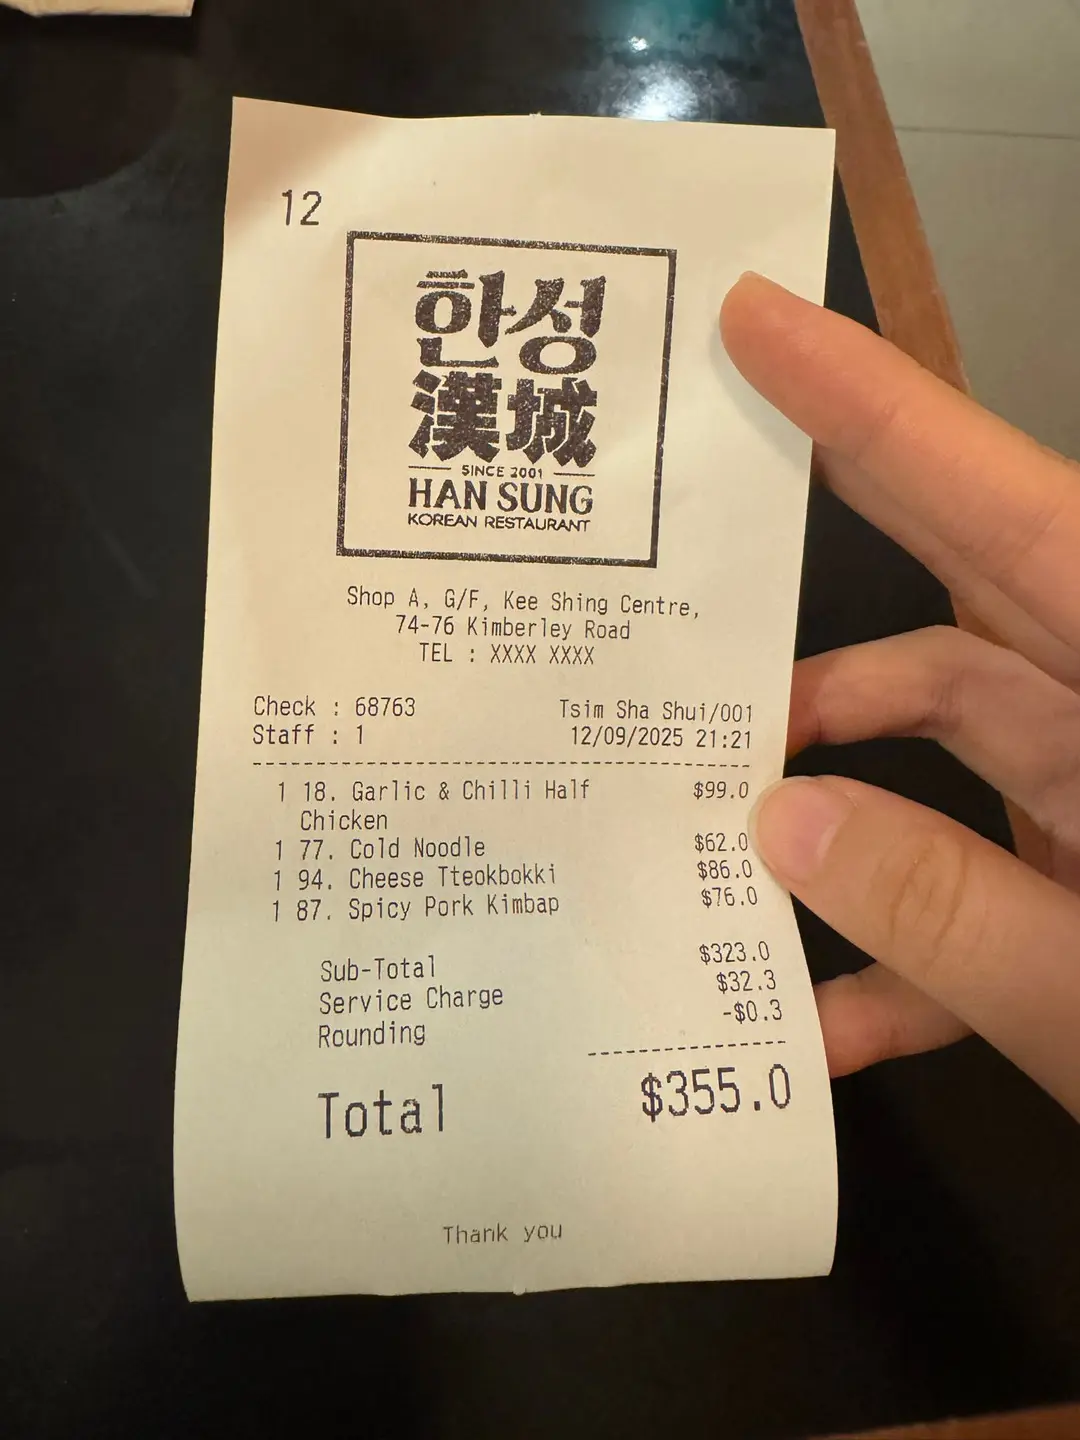 12
한성
漢城
SINCE 2001
HAN SUNG
KOREAN RESTAURANT
Shop A, G/F, Kee Shing Centre,
74-76 Kimberley Road
TEL : XXXX XXXX
Check : 68763 Tsim Sha Shui/001
Staff : 1 12/09/2025 21:21
1 18. Garlic & Chilli Half $99.0
Chicken
1 77. Cold Noodle $62.0
1 94. Cheese Tteokbokki $86.0
1 87. Spicy Pork Kimbap $76.0
Sub-Total $323.0
Service Charge $32.3
Rounding -$0.3
Total $355.0
Thank you